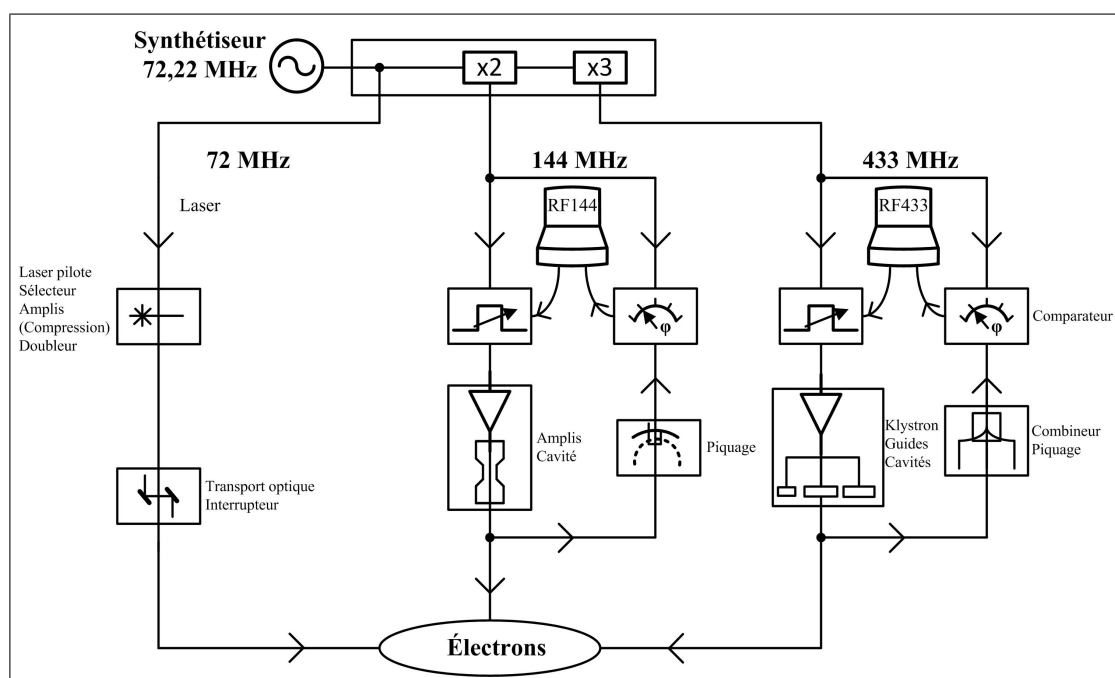 Synthétiseur
72,22 MHz
x2
x3
72 MHz
144 MHz
433 MHz
Laser
RF144
RF433
Laser pilote
Sélecteur
Amplis
(Compression)
Doubleur
φ
φ
Comparateur
Amplis
Cavité
Piquage
Klystron
Guides
Cavités
Combineur
Piquage
Transport optique
Interrupteur
Électrons